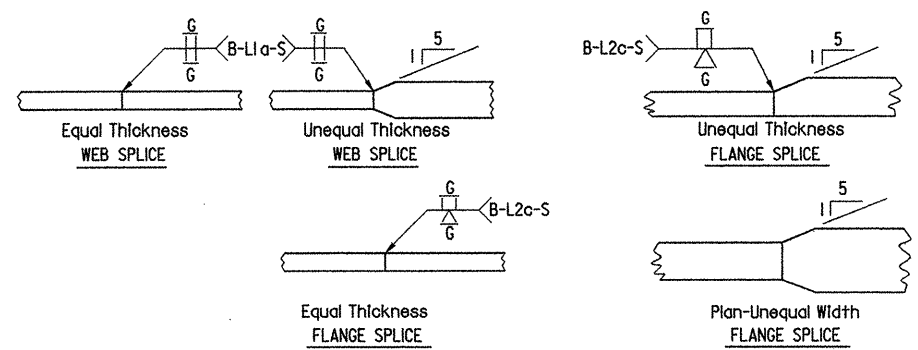 G
G
B-L1a-S
G
G
5
1
Equal Thickness
WEB SPLICE
Unequal Thickness
WEB SPLICE
B-L2c-S
G
G
5
1
Unequal Thickness
FLANGE SPLICE
G
G
B-L2c-S
Equal Thickness
FLANGE SPLICE
5
1
Plan-Unequal Width
FLANGE SPLICE